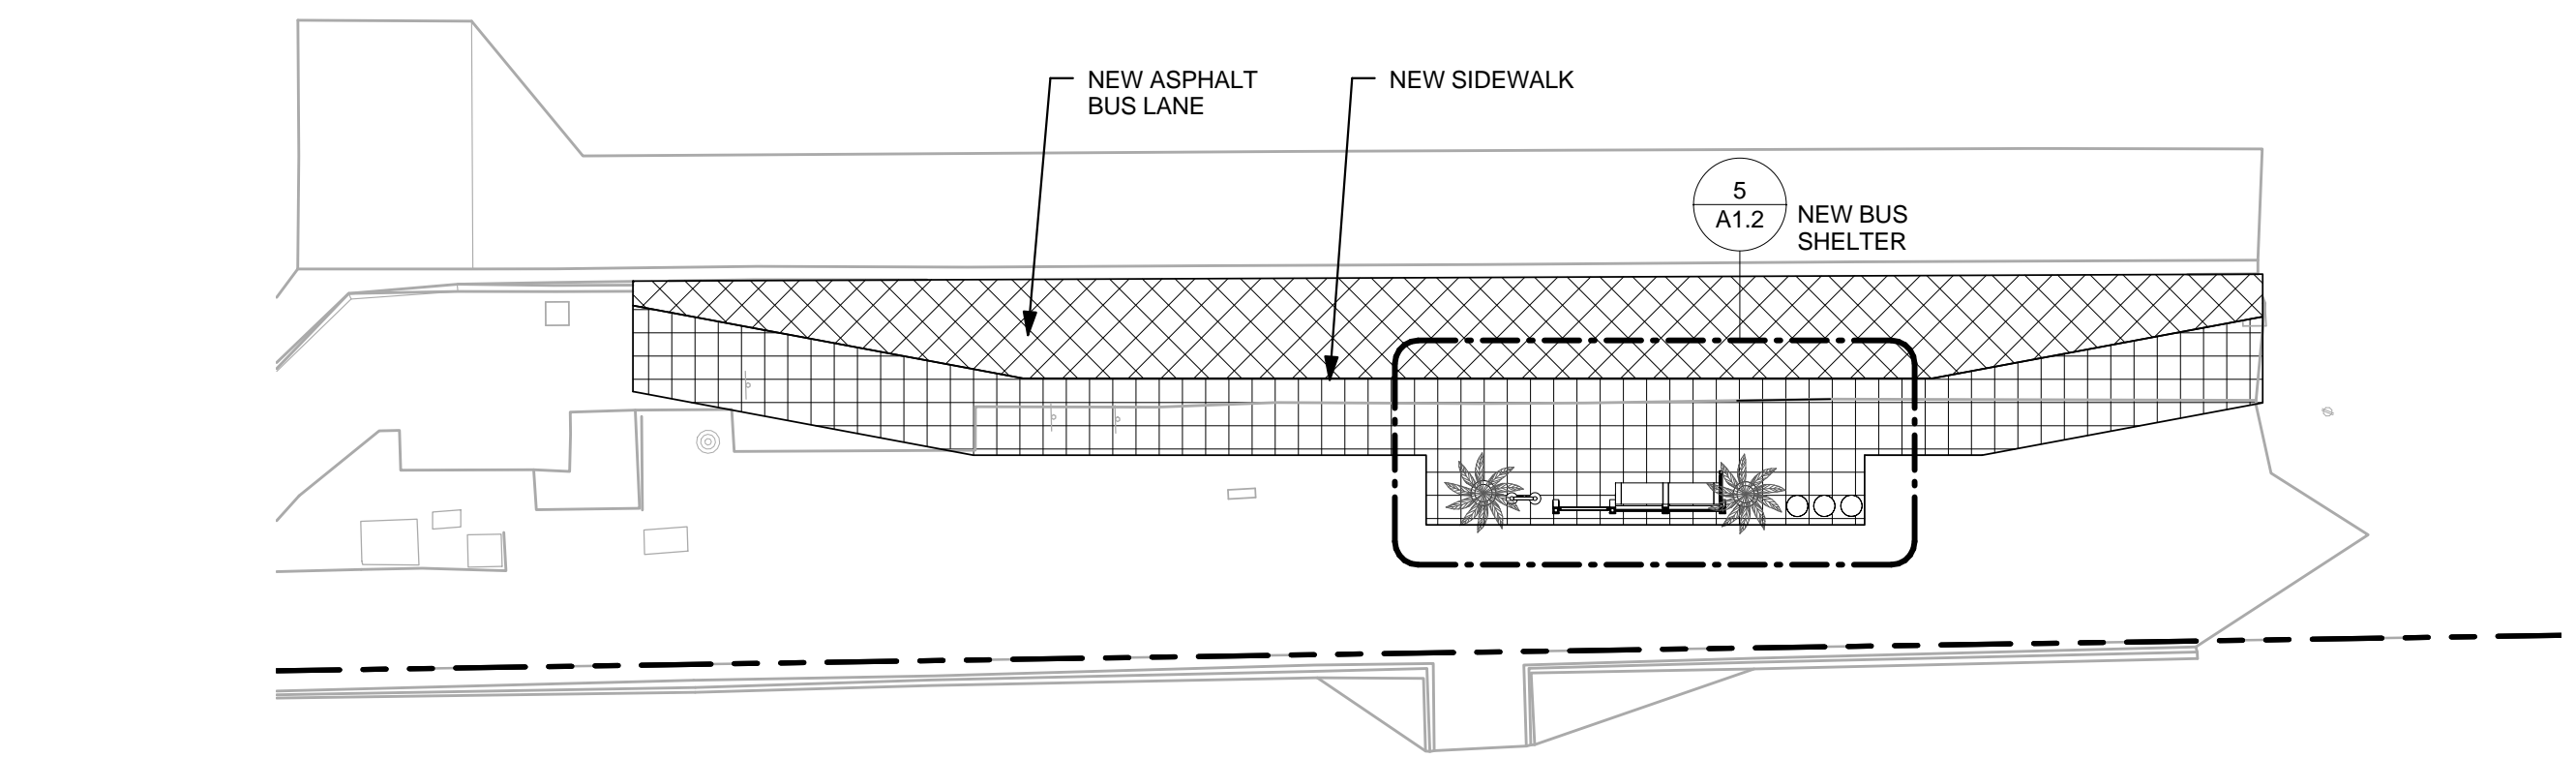 NEW ASPHALT
BUS LANE
NEW SIDEWALK
5
A1.2
NEW BUS
SHELTER